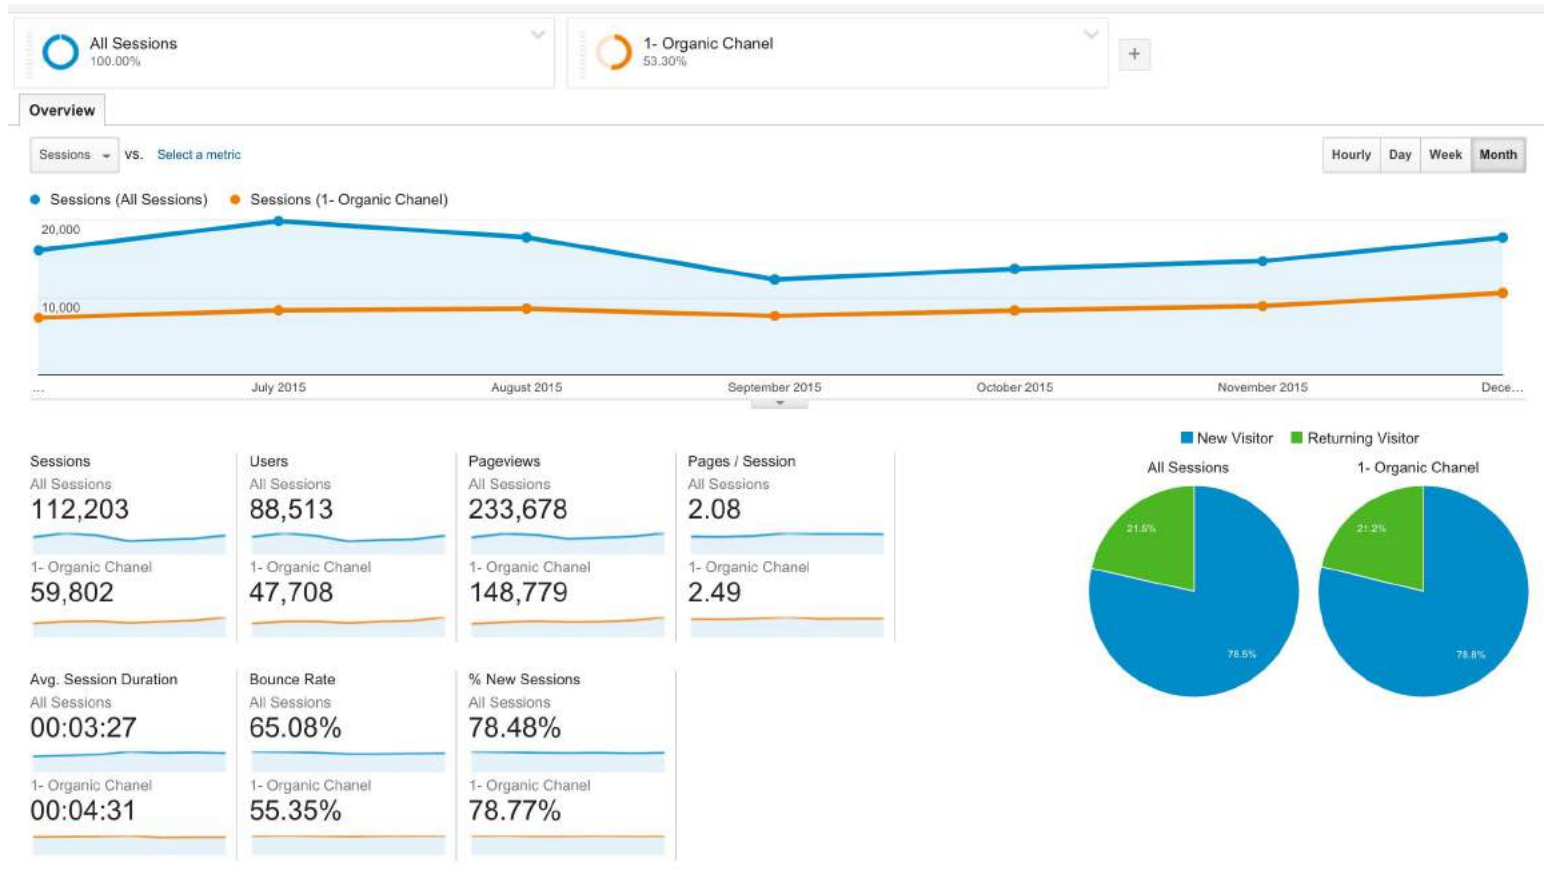 All Sessions
100.00%
1- Organic Chanel
53.30%
+
Overview
Sessions VS. Select a metric
Hourly Day Week Month
Sessions (All Sessions) Sessions (1- Organic Chanel)
20,000
10,000
... July 2015 August 2015 September 2015 October 2015 November 2015 Dece...
New Visitor Returning Visitor
All Sessions 1- Organic Chanel
21.5% 21.2%
78.5% 78.8%
Sessions Users Pageviews Pages / Session
All Sessions All Sessions All Sessions All Sessions
112,203 88,513 233,678 2.08
1- Organic Chanel 1- Organic Chanel 1- Organic Chanel 1- Organic Chanel
59,802 47,708 148,779 2.49
Avg. Session Duration Bounce Rate % New Sessions
All Sessions All Sessions All Sessions
00:03:27 65.08% 78.48%
1- Organic Chanel 1- Organic Chanel 1- Organic Chanel
00:04:31 55.35% 78.77%